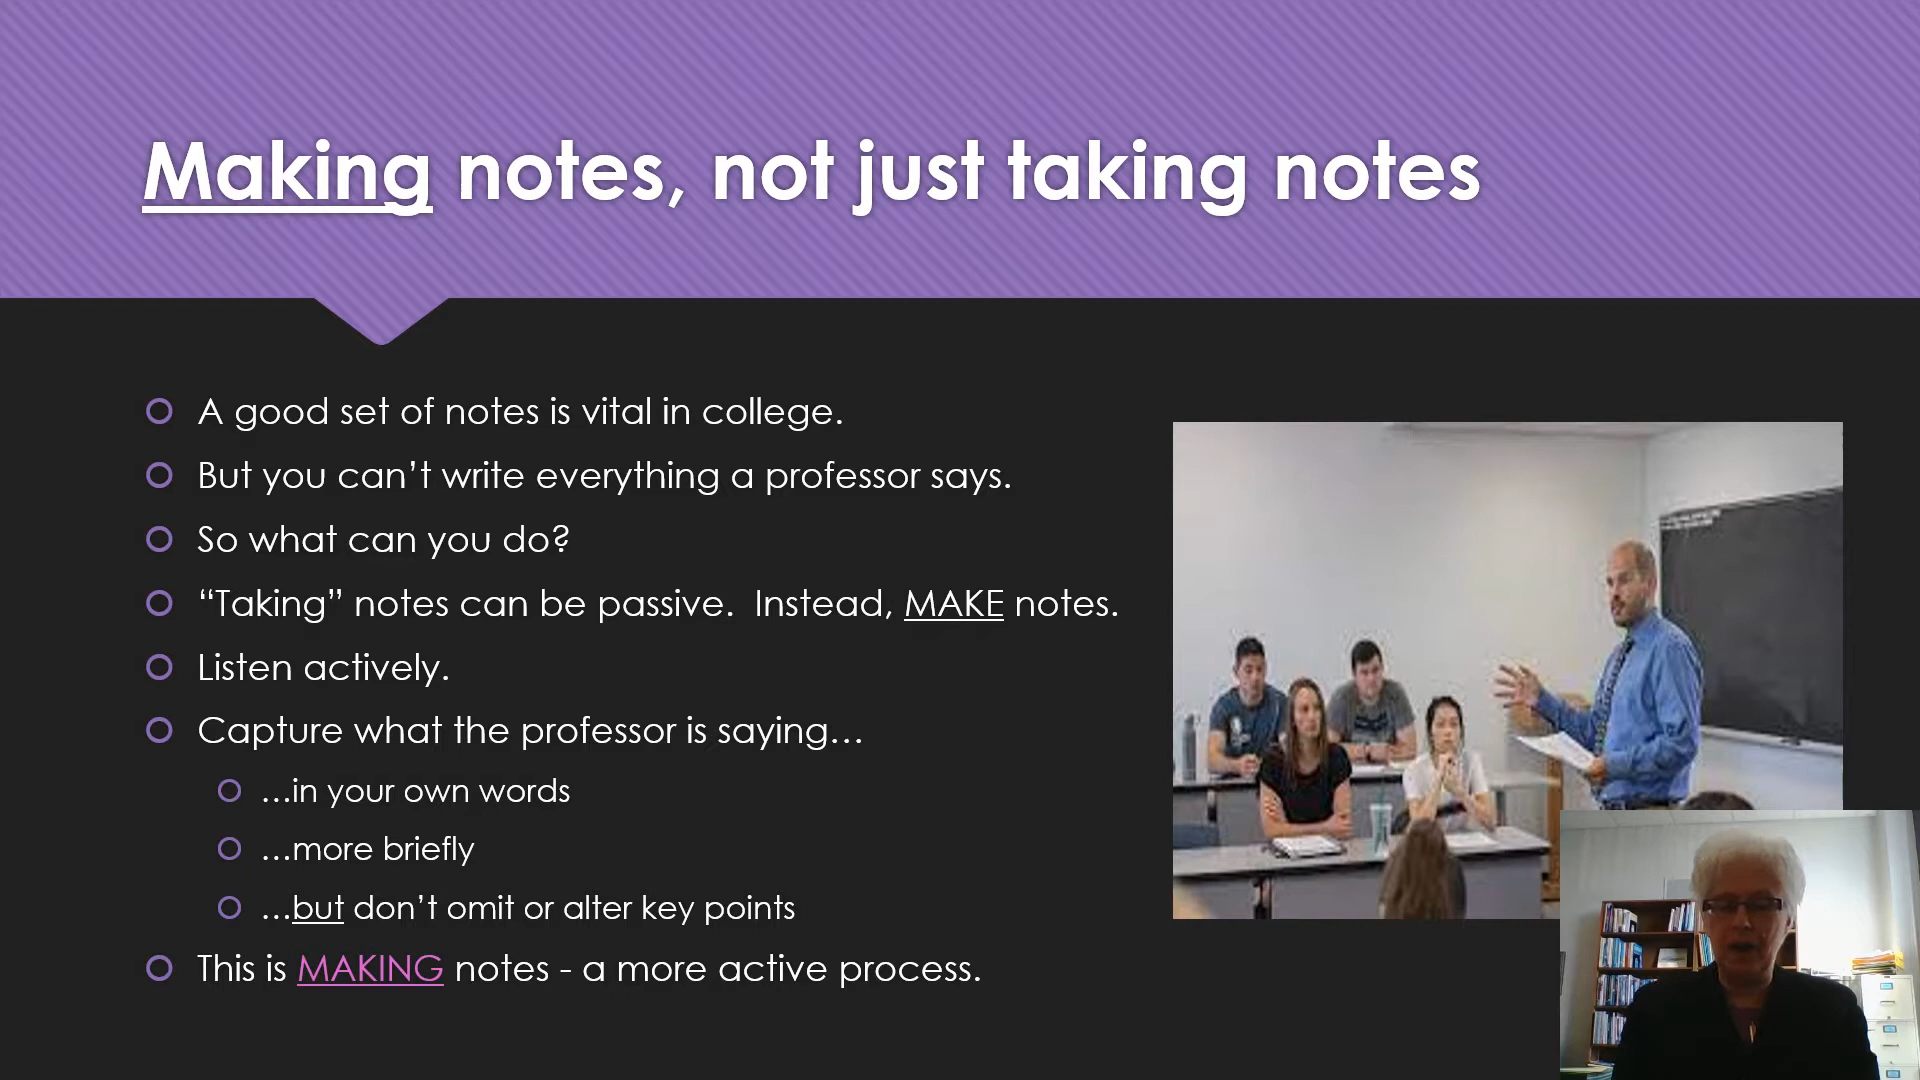 Making notes, not just taking notes
A good set of notes is vital in college.
But you can’t write everything a professor says.
So what can you do?
“Taking” notes can be passive.  Instead, MAKE notes.
Listen actively.
Capture what the professor is saying…
…in your own words
…more briefly
…but don’t omit or alter key points
This is MAKING notes - a more active process.